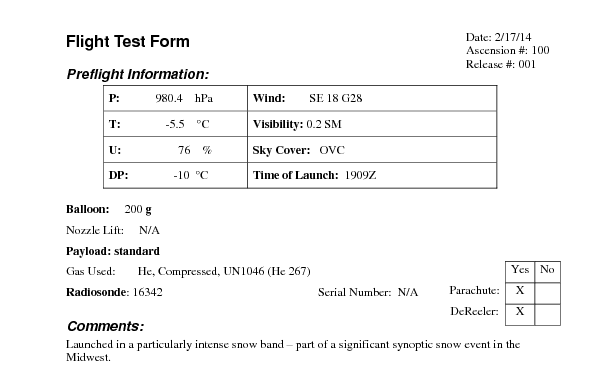 Flight Test Form
Date: 2/17/14
Ascension #: 100
Release #: 001
Preflight Information:
P: 980.4 hPa Wind: SE 18 G28
T: -5.5 °C Visibility: 0.2 SM
U: 76 % Sky Cover: OVC
DP: -10 °C Time of Launch: 1909Z
Balloon: 200 g
Nozzle Lift: N/A
Payload: standard
Gas Used: He, Compressed, UN1046 (He 267)
Yes No
Radiosonde: 16342 Serial Number: N/A Parachute: X
DeReeler: X
Comments:
Launched in a particularly intense snow band – part of a significant synoptic snow event in the
Midwest.